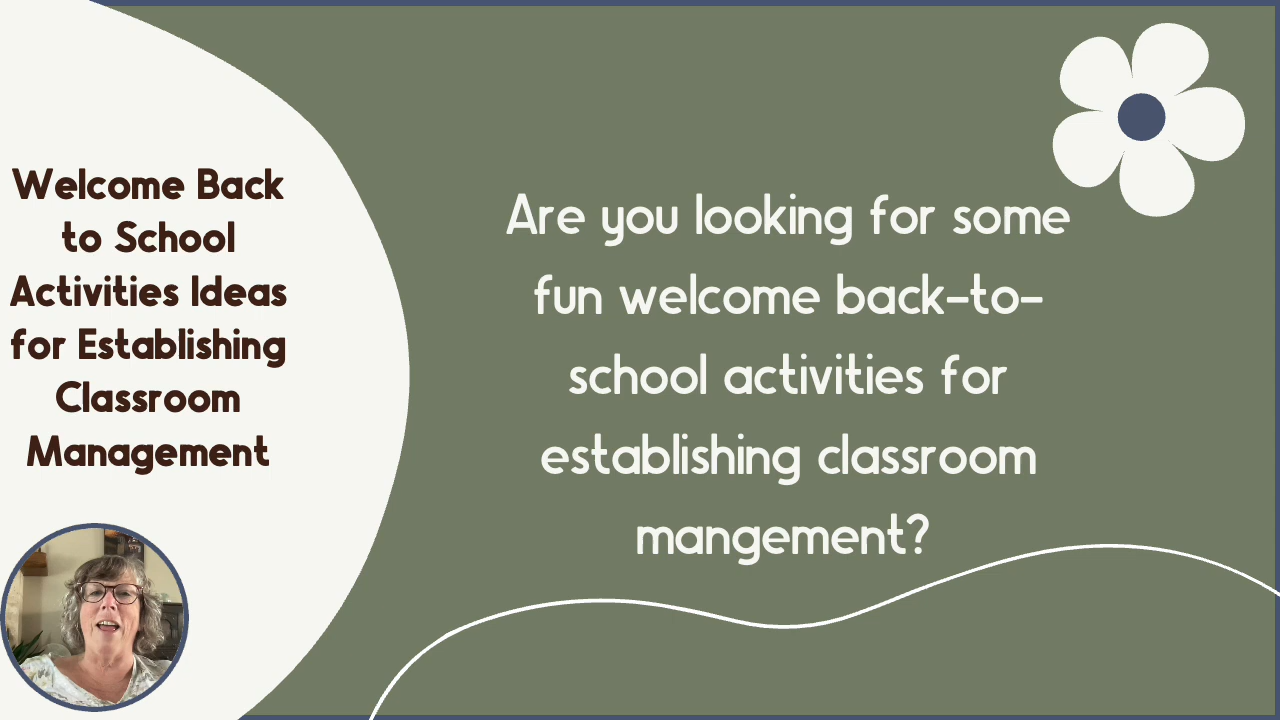 Welcome Back
to School
Activities Ideas
for Establishing
Classroom
Management
Are you looking for some
fun welcome back-to-
school activities for
establishing classroom
mangement?